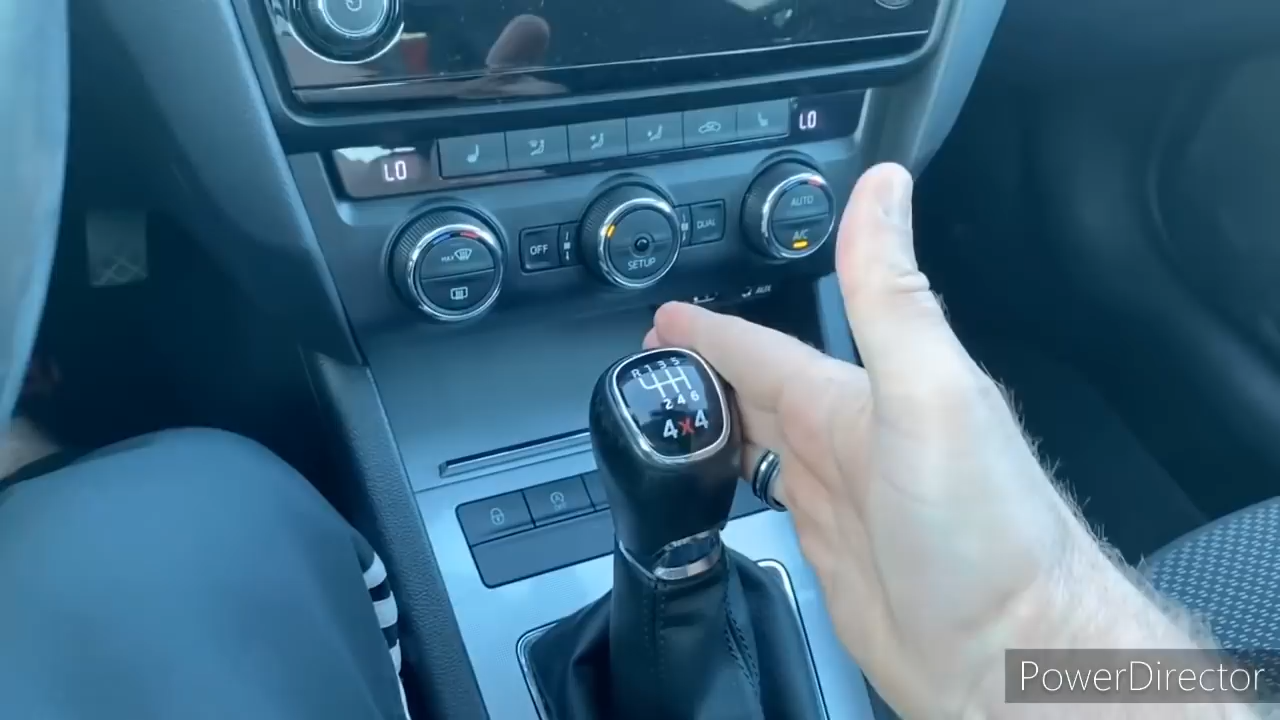 LO
LO
MAX
OFF
SETUP
DUAL
AUTO
A/C
AUX
R 1 3 5
2 4 6
4x4
PowerDirector